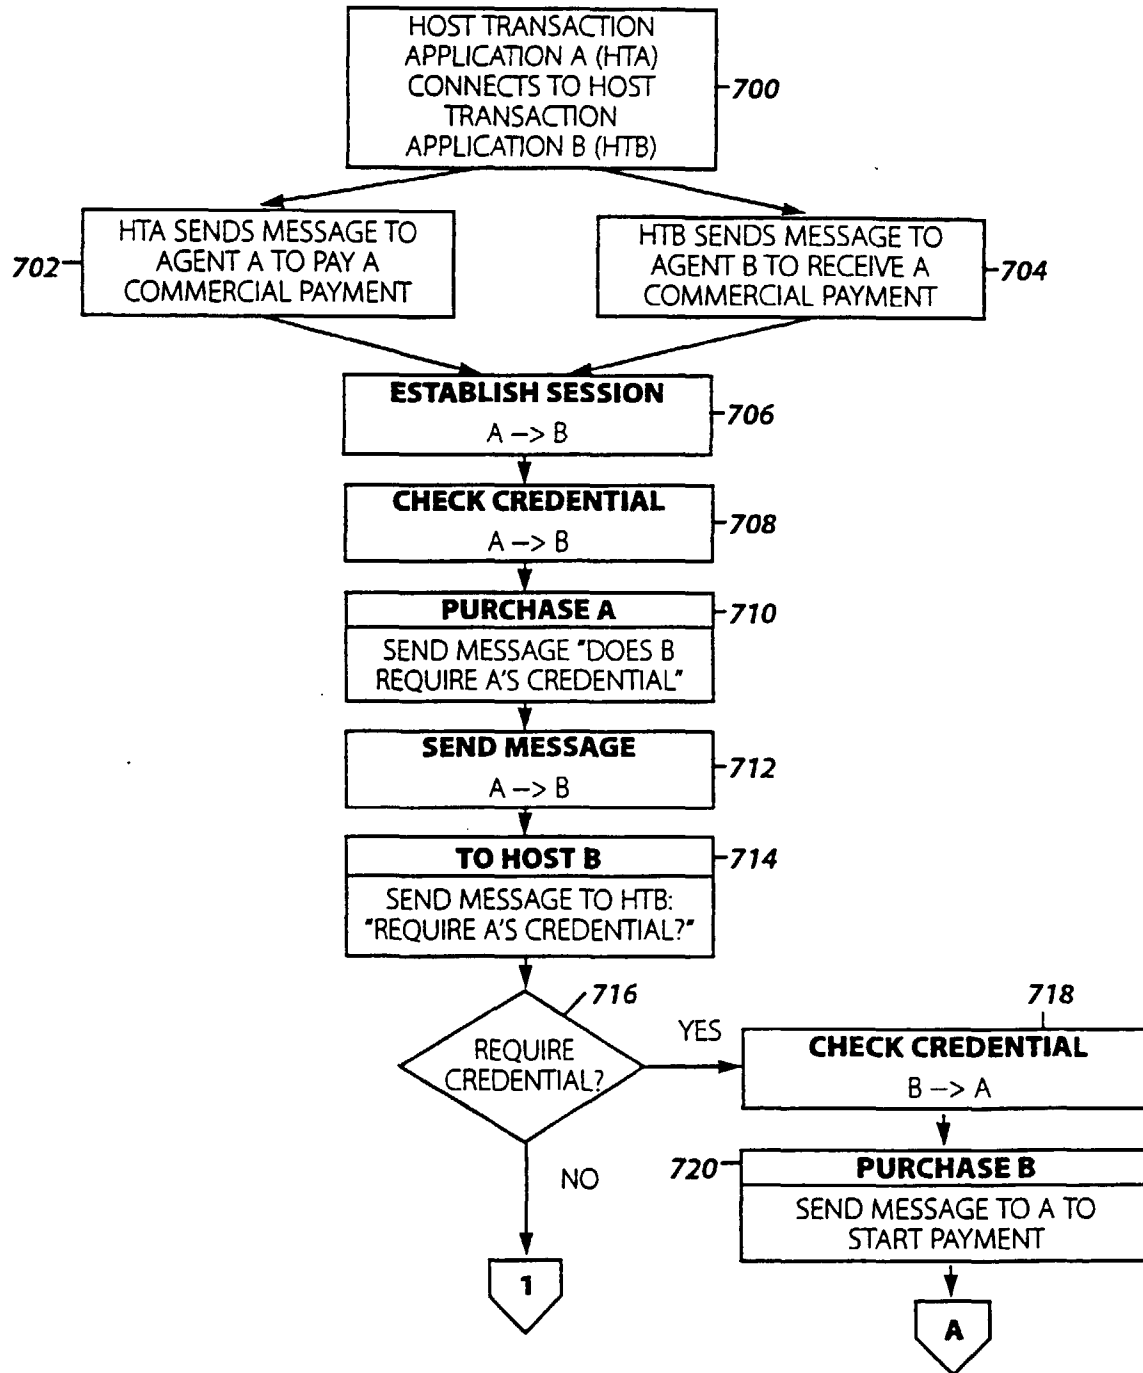 HOST TRANSACTION
APPLICATION A (HTA)
CONNECTS TO HOST
TRANSACTION
APPLICATION B (HTB)
700
HTA SENDS MESSAGE TO
AGENT A TO PAY A
COMMERCIAL PAYMENT
702
HTB SENDS MESSAGE TO
AGENT B TO RECEIVE A
COMMERCIAL PAYMENT
704
ESTABLISH SESSION
A –> B
706
CHECK CREDENTIAL
A –> B
708
PURCHASE A
710
SEND MESSAGE "DOES B
REQUIRE A'S CREDENTIAL"
SEND MESSAGE
A –> B
712
TO HOST B
714
SEND MESSAGE TO HTB:
"REQUIRE A'S CREDENTIAL?"
716
REQUIRE
CREDENTIAL?
YES
NO
718
CHECK CREDENTIAL
B –> A
720
PURCHASE B
SEND MESSAGE TO A TO
START PAYMENT
1
A